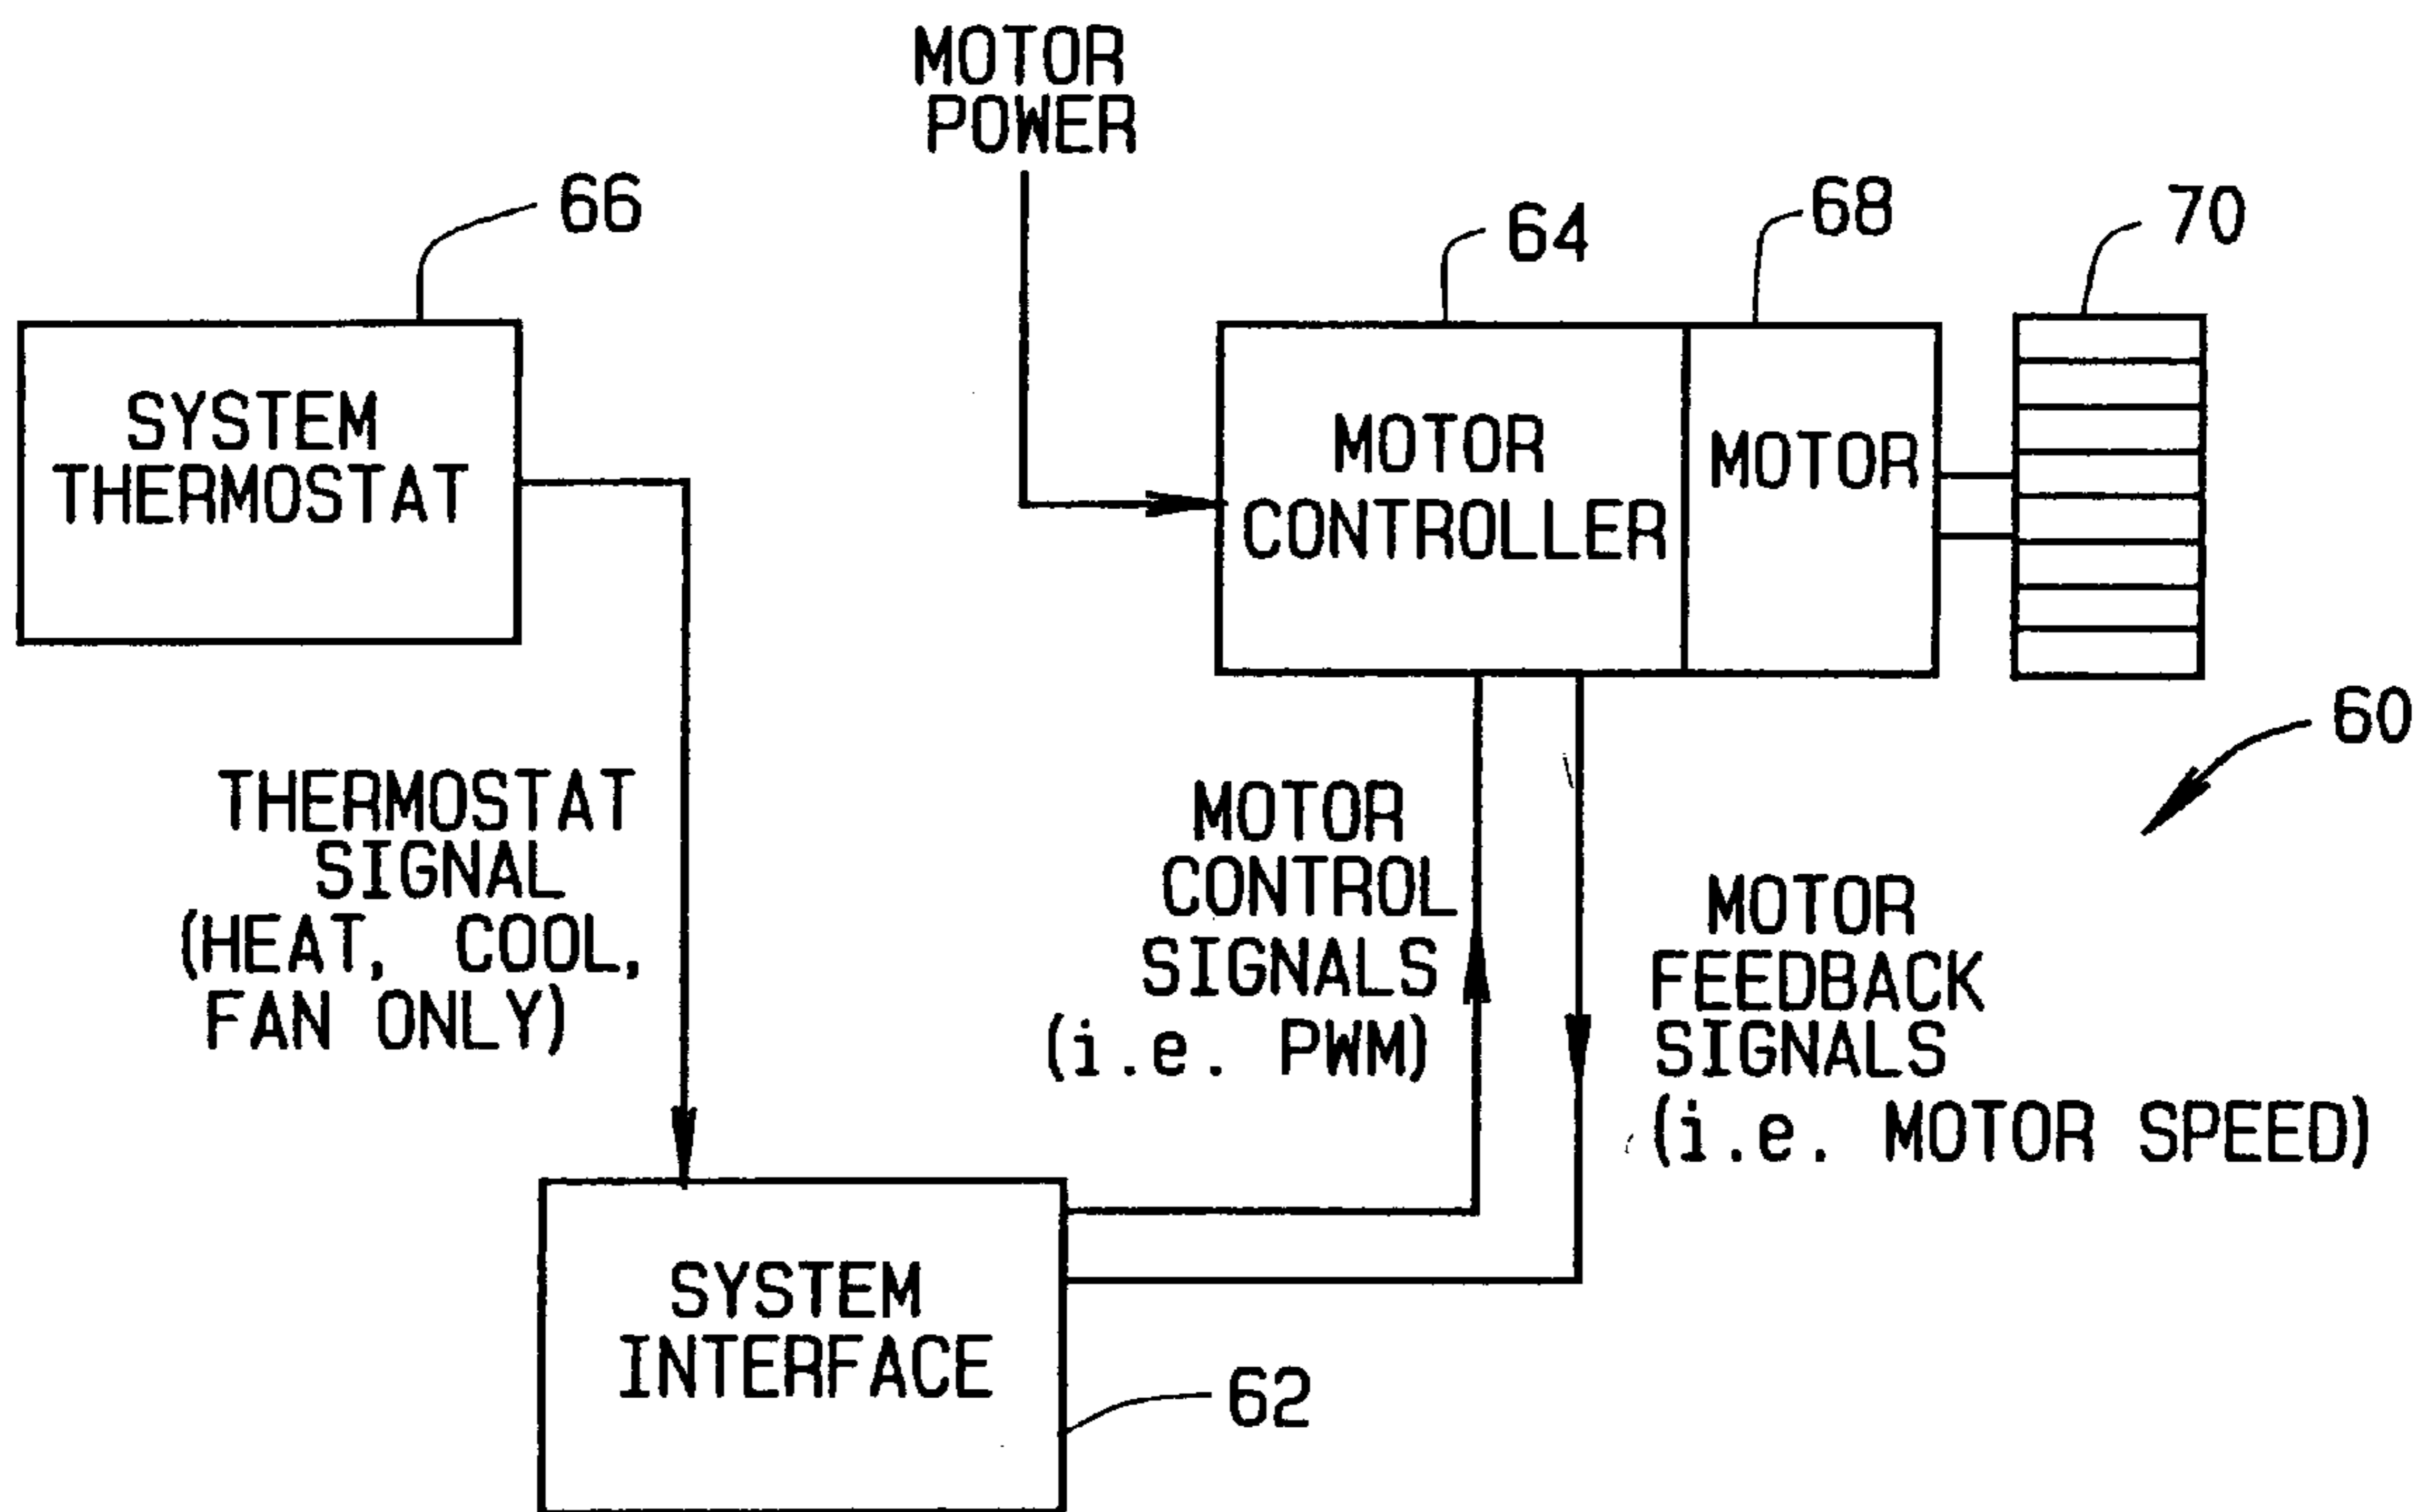 MOTOR
POWER
66
64
68
70
SYSTEM
THERMOSTAT
MOTOR
CONTROLLER
MOTOR
60
THERMOSTAT
SIGNAL
(HEAT, COOL,
FAN ONLY)
MOTOR
CONTROL
SIGNALS
(i.e. PWM)
MOTOR
FEEDBACK
SIGNALS
(i.e. MOTOR SPEED)
SYSTEM
INTERFACE
62